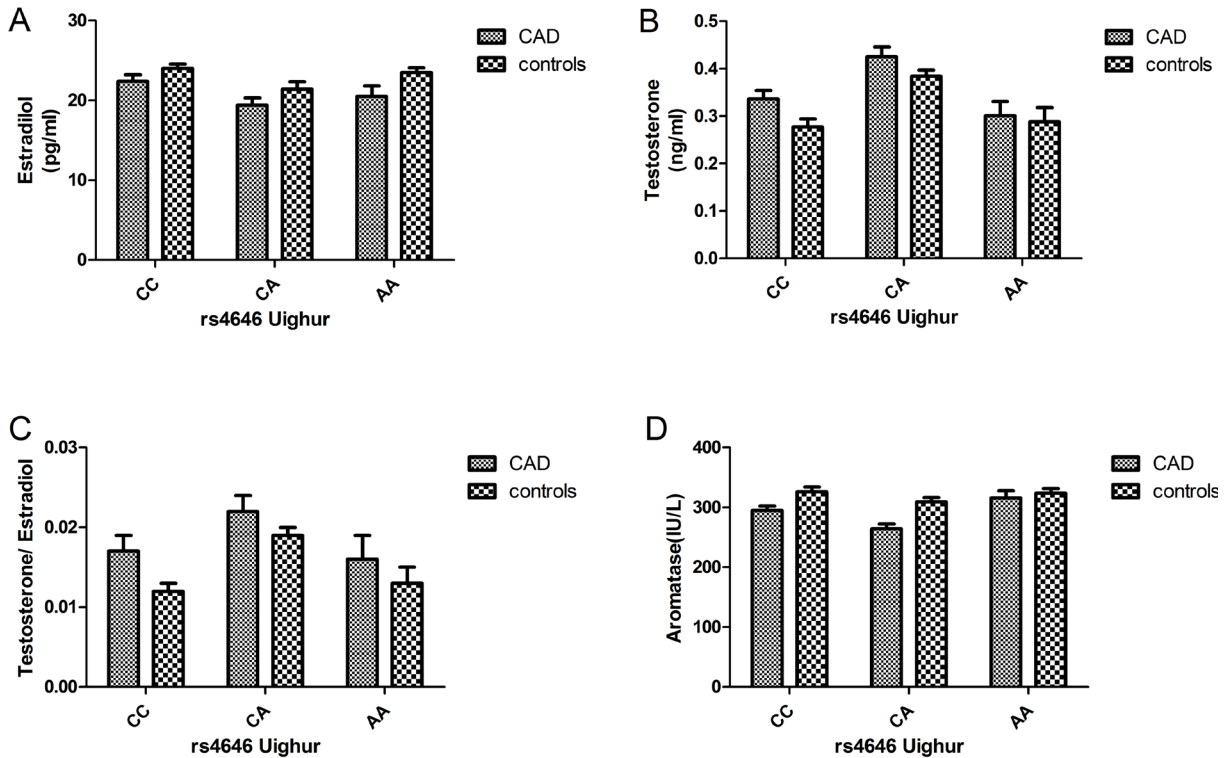 A
30
20
10
0
Estradilol
(pg/ml)
CC
CA
AA
rs4646 Uighur
CAD
controls
B
0.5
0.4
0.3
0.2
0.1
0.0
Testosterone
(ng/ml)
CC
CA
AA
rs4646 Uighur
CAD
controls
C
0.03
0.02
0.01
0.00
Testosterone/ Estradiol
CC
CA
AA
rs4646 Uighur
CAD
controls
D
400
300
200
100
0
Aromatase(IU/L)
CC
CA
AA
rs4646 Uighur
CAD
controls